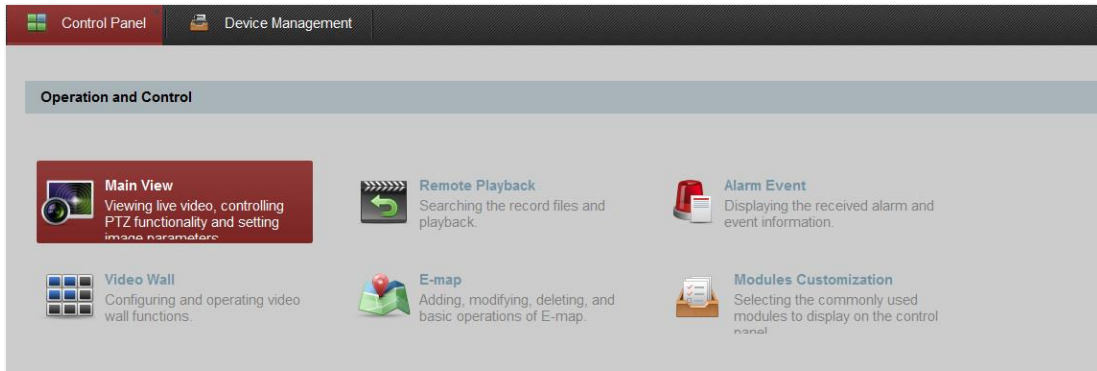 Control Panel
Device Management
Operation and Control
Main View
Viewing live video, controlling
PTZ functionality and setting
image parameters
Remote Playback
Searching the record files and
playback.
Alarm Event
Displaying the received alarm and
event information.
Video Wall
Configuring and operating video
wall functions.
E-map
Adding, modifying, deleting, and
basic operations of E-map.
Modules Customization
Selecting the commonly used
modules to display on the control
panel